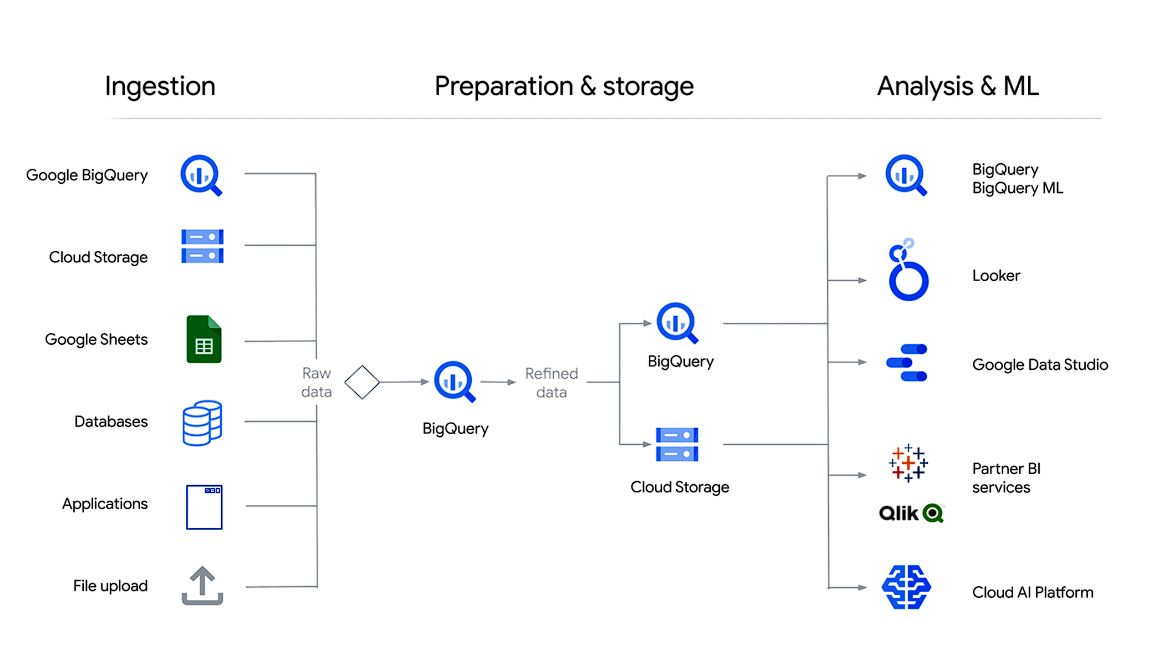 Ingestion
Preparation & storage
Analysis & ML
Google BigQuery
Cloud Storage
Google Sheets
Databases
Applications
File upload
Raw
data
BigQuery
Refined
data
BigQuery
Cloud Storage
BigQuery
BigQuery ML
Looker
Google Data Studio
Partner BI
services
Qlik
Cloud AI Platform